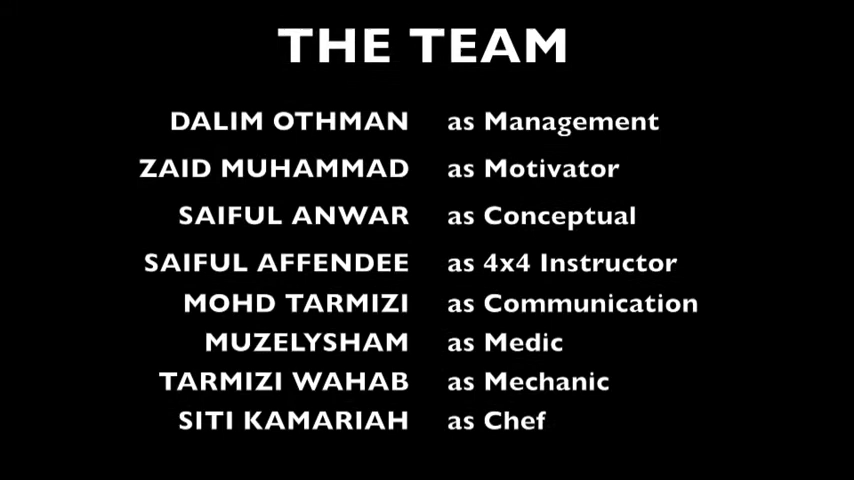 THE TEAM
DALIM OTHMAN as Management
ZAID MUHAMMAD as Motivator
SAIFUL ANWAR as Conceptual
SAIFUL AFFENDEE as 4x4 Instructor
MOHD TARMIZI as Communication
MUZELYSHAM as Medic
TARMIZI WAHAB as Mechanic
SITI KAMARIAH as Chef